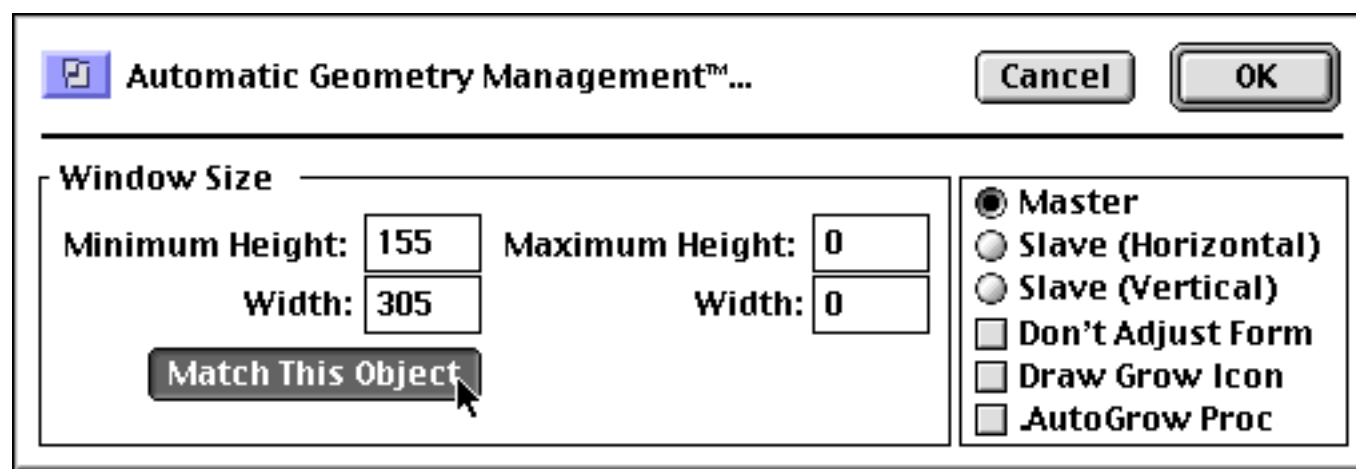 Automatic Geometry Management™...
Cancel
OK
Window Size
Minimum Height: 155
Maximum Height: 0
Width: 305
Width: 0
Match This Object
Master
Slave (Horizontal)
Slave (Vertical)
Don't Adjust Form
Draw Grow Icon
.AutoGrow Proc